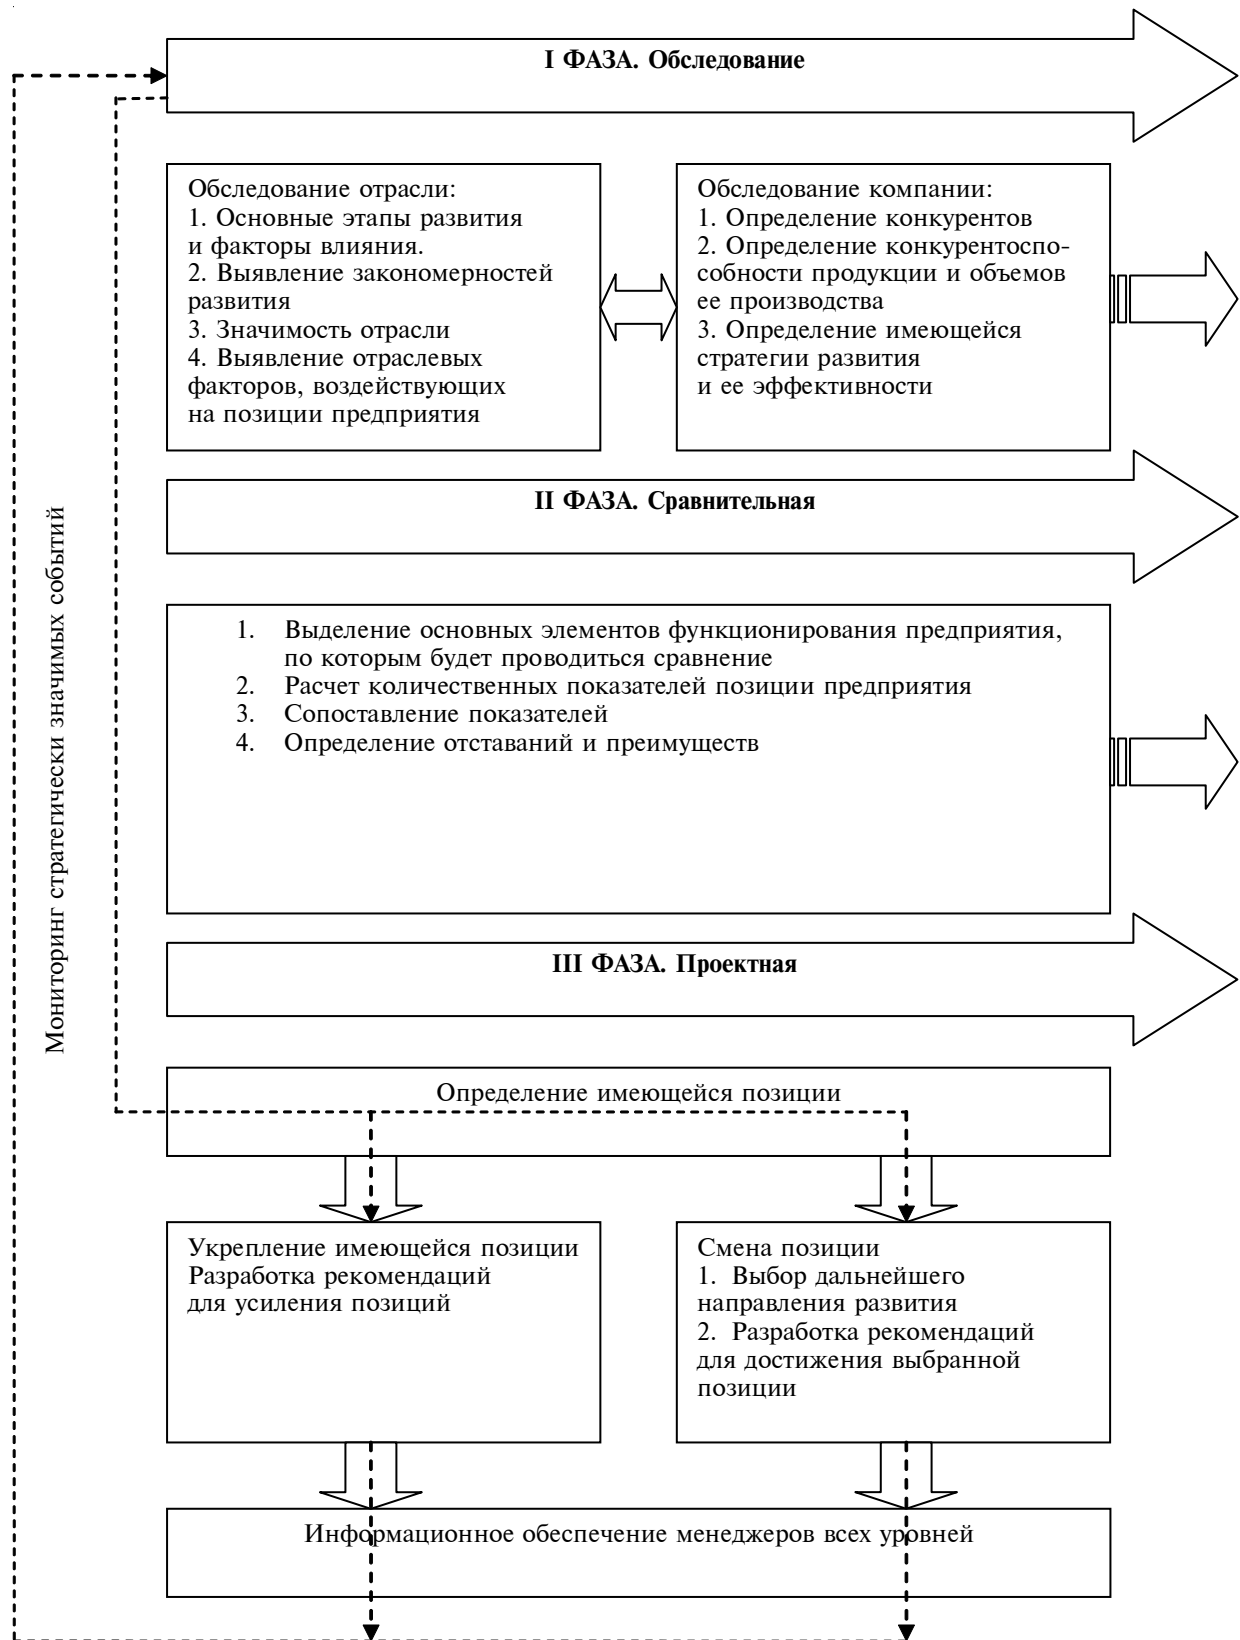 I ФАЗА. Обследование
Обследование отрасли:
1. Основные этапы развития
и факторы влияния.
2. Выявление закономерностей
развития
3. Значимость отрасли
4. Выявление отраслевых
факторов, воздействующих
на позиции предприятия
Обследование компании:
1. Определение конкурентов
2. Определение конкурентоспо-
собности продукции и объемов
ее производства
3. Определение имеющейся
стратегии развития
и ее эффективности
II ФАЗА. Сравнительная
Мониторинг стратегически значимых событий
1. Выделение основных элементов функционирования предприятия,
по которым будет проводиться сравнение
2. Расчет количественных показателей позиции предприятия
3. Сопоставление показателей
4. Определение отставаний и преимуществ
III ФАЗА. Проектная
Определение имеющейся позиции
Укрепление имеющейся позиции
Разработка рекомендаций
для усиления позиций
Смена позиции
1. Выбор дальнейшего
направления развития
2. Разработка рекомендаций
для достижения выбранной
позиции
Информационное обеспечение менеджеров всех уровней